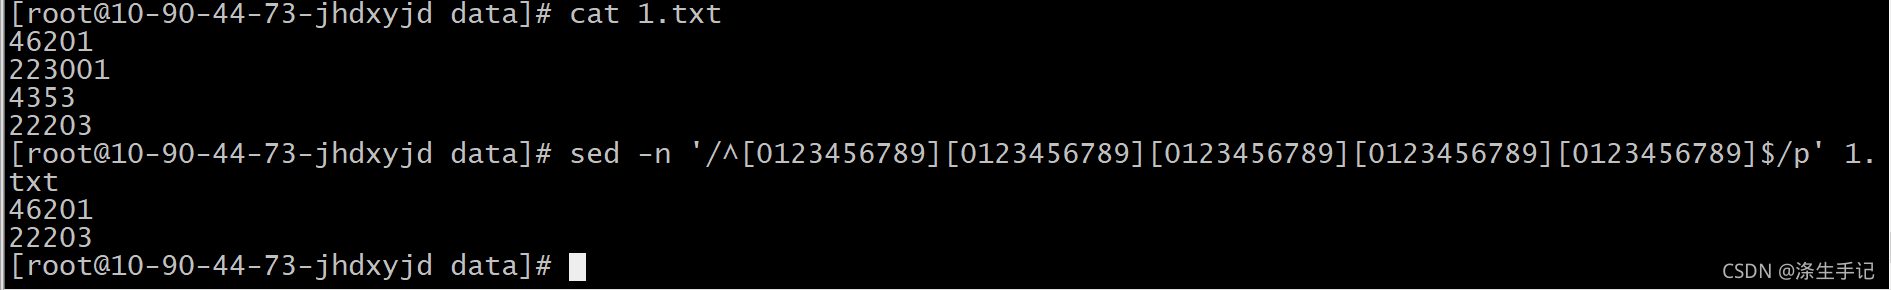 [root@10-90-44-73-jhdxyjd data]# cat 1.txt
46201
223001
4353
22203
[root@10-90-44-73-jhdxyjd data]# sed -n '/^[0123456789][0123456789][0123456789][0123456789][0123456789]$/p' 1.
txt
46201
22203
[root@10-90-44-73-jhdxyjd data]#
CSDN @涤生手记